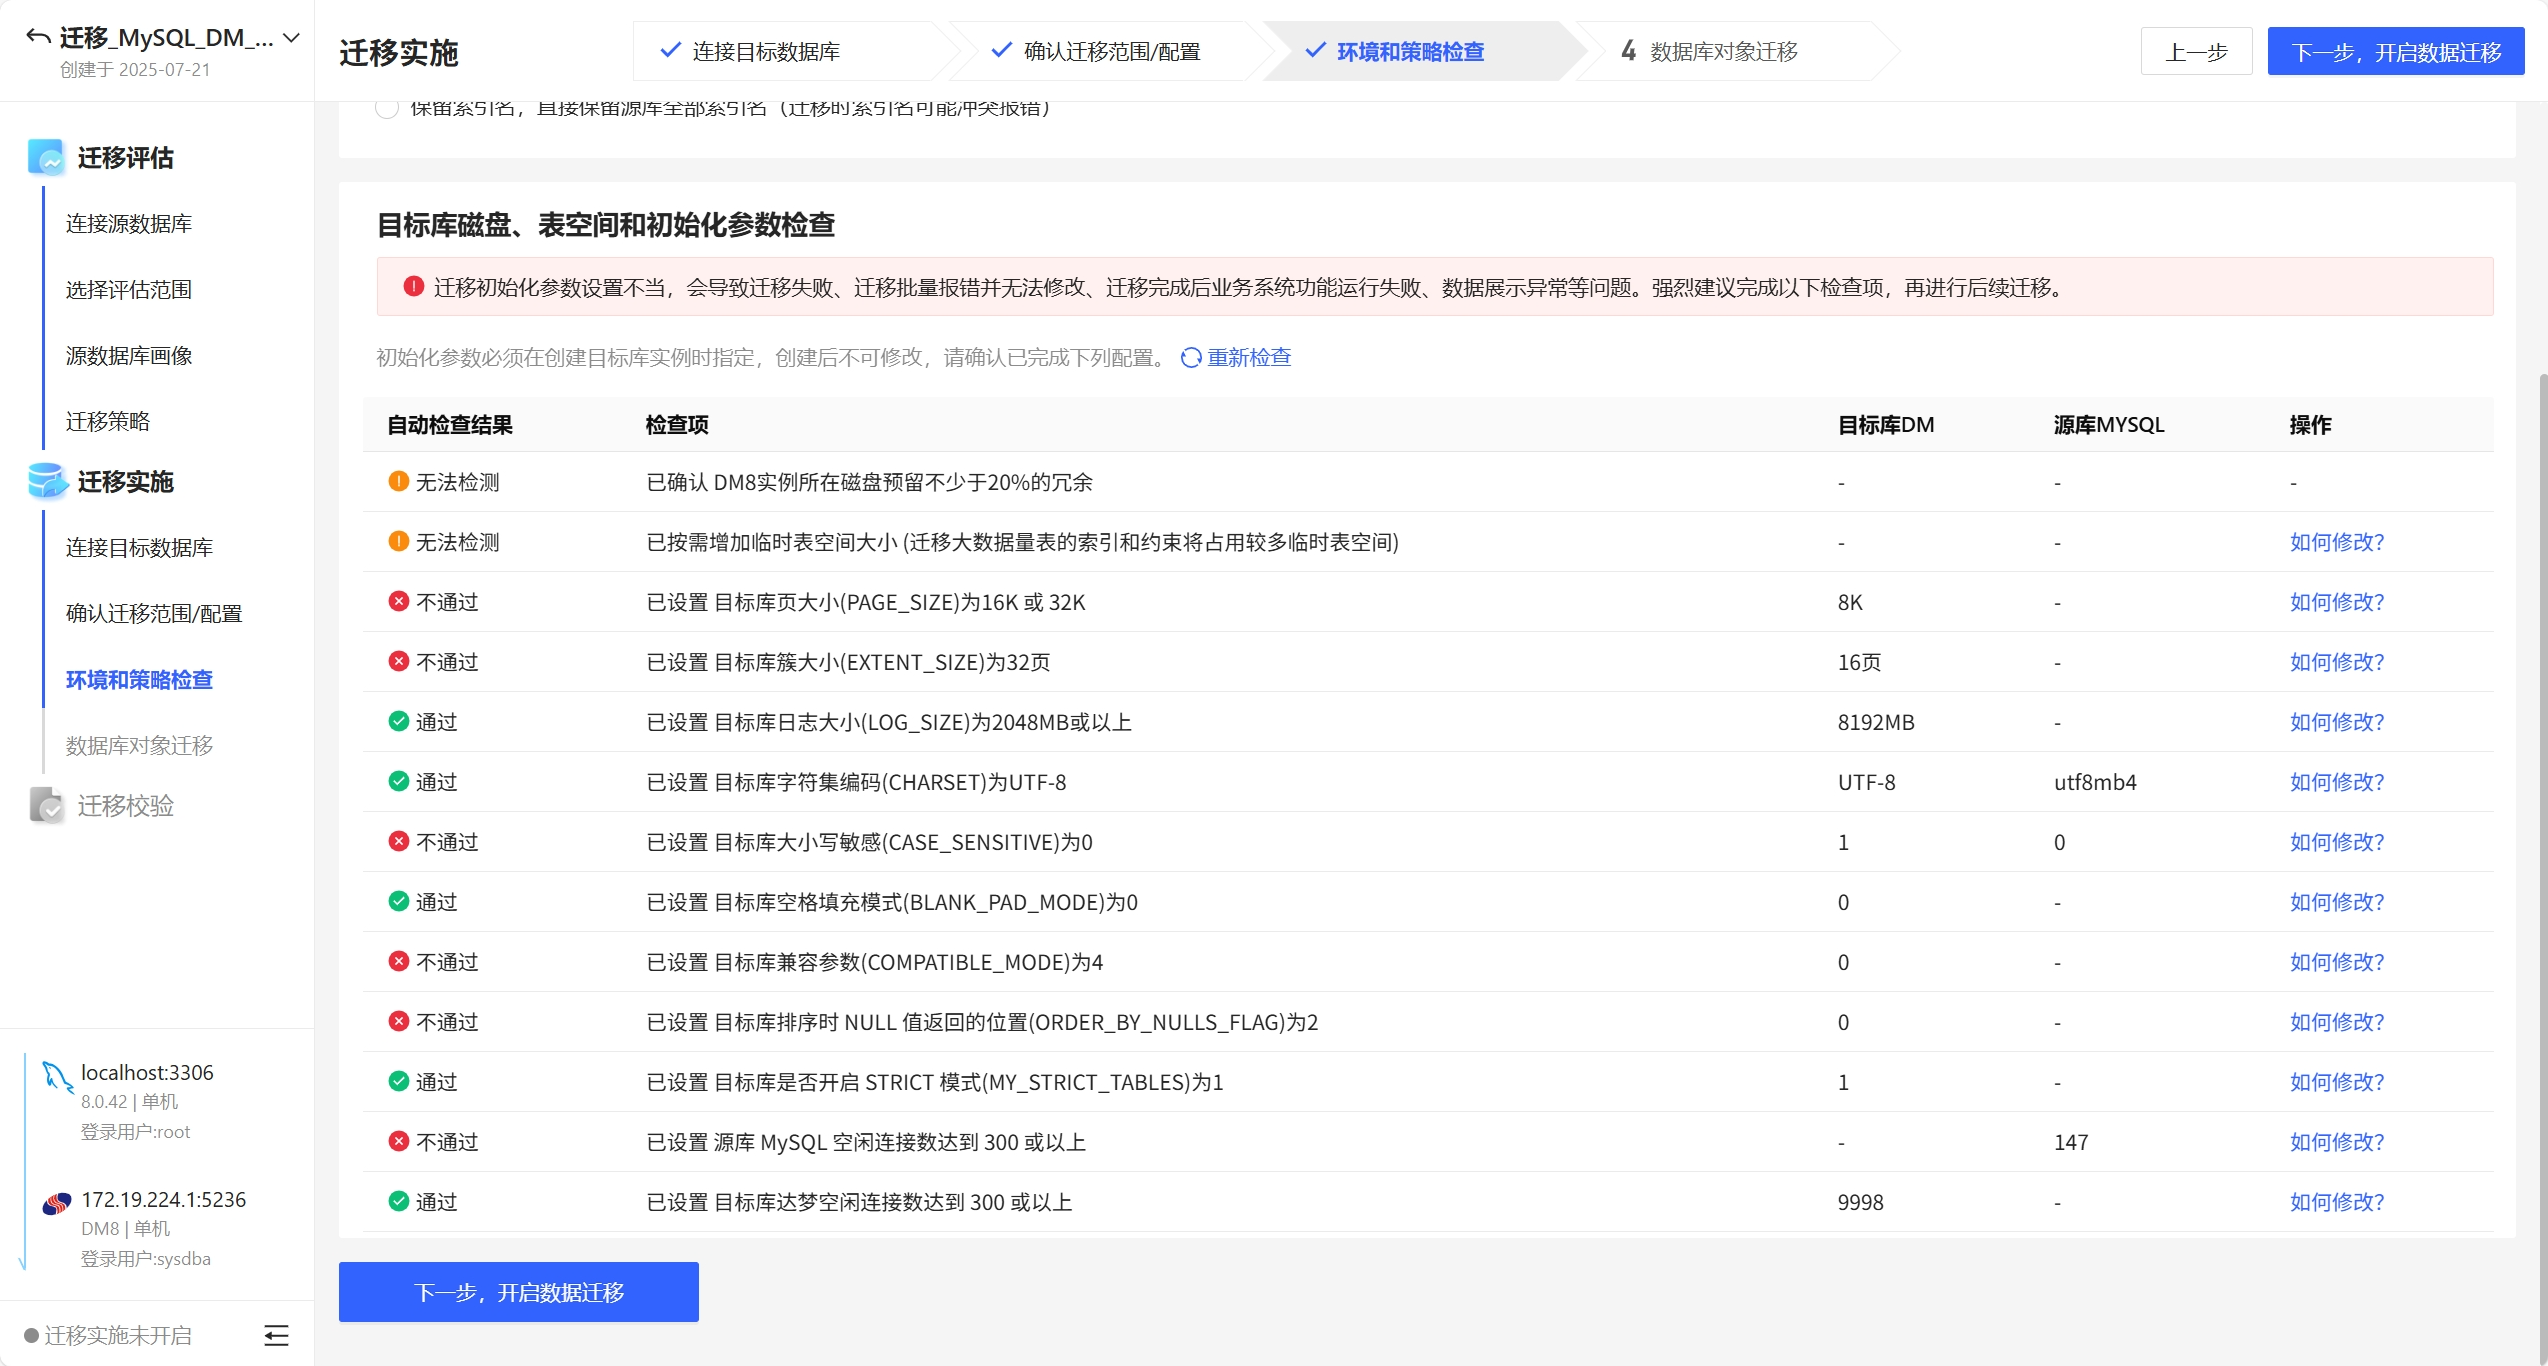 迁移_MySQL_DM_...
创建于 2025-07-21
迁移实施
连接目标数据库
确认迁移范围/配置
环境和策略检查
4 数据库对象迁移
上一步
下一步，开启数据迁移
迁移评估
连接源数据库
选择评估范围
源数据库画像
迁移策略
迁移实施
连接目标数据库
确认迁移范围/配置
环境和策略检查
数据库对象迁移
迁移校验
localhost:3306
8.0.42 | 单机
登录用户:root
172.19.224.1:5236
DM8 | 单机
登录用户:sysdba
迁移实施未开启
保留索引名，直接保留源库全部索引名（迁移时索引名可能冲突报错）
目标库磁盘、表空间和初始化参数检查
迁移初始化参数设置不当，会导致迁移失败、迁移批量报错并无法修改、迁移完成后业务系统功能运行失败、数据展示异常等问题。强烈建议完成以下检查项，再进行后续迁移。
初始化参数必须在创建目标库实例时指定，创建后不可修改，请确认已完成下列配置。 重新检查
自动检查结果 检查项 目标库DM 源库MYSQL 操作
无法检测 已确认 DM8实例所在磁盘预留不少于20%的冗余 - - -
无法检测 已按需增加临时表空间大小 (迁移大数据量表的索引和约束将占用较多临时表空间) - - 如何修改?
不通过 已设置 目标库页大小(PAGE_SIZE)为16K 或 32K 8K - 如何修改?
不通过 已设置 目标库簇大小(EXTENT_SIZE)为32页 16页 - 如何修改?
通过 已设置 目标库日志大小(LOG_SIZE)为2048MB或以上 8192MB - 如何修改?
通过 已设置 目标库字符集编码(CHARSET)为UTF-8 UTF-8 utf8mb4 如何修改?
不通过 已设置 目标库大小写敏感(CASE_SENSITIVE)为0 1 0 如何修改?
通过 已设置 目标库空格填充模式(BLANK_PAD_MODE)为0 0 - 如何修改?
不通过 已设置 目标库兼容参数(COMPATIBLE_MODE)为4 0 - 如何修改?
不通过 已设置 目标库排序时 NULL 值返回的位置(ORDER_BY_NULLS_FLAG)为2 0 - 如何修改?
通过 已设置 目标库是否开启 STRICT 模式(MY_STRICT_TABLES)为1 1 - 如何修改?
不通过 已设置 源库 MySQL 空闲连接数达到 300 或以上 - 147 如何修改?
通过 已设置 目标库达梦空闲连接数达到 300 或以上 9998 - 如何修改?
下一步，开启数据迁移